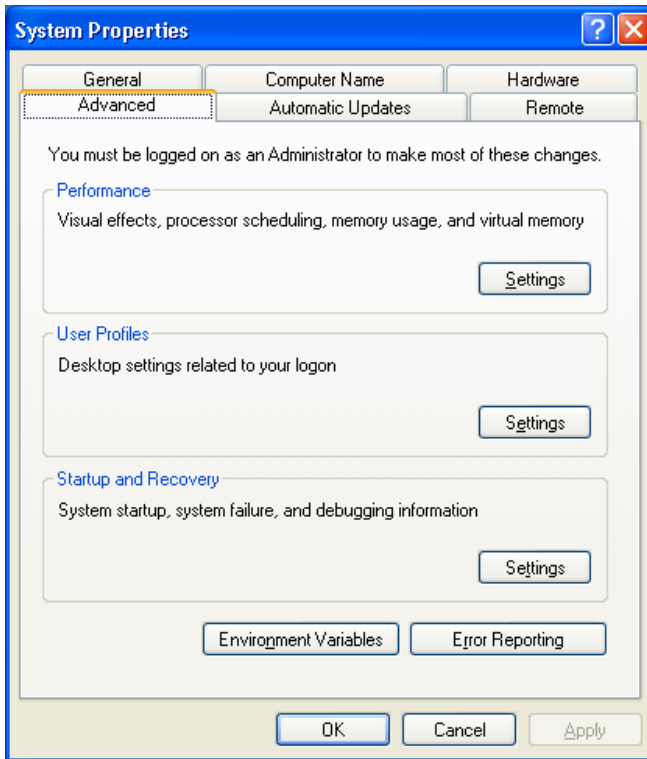 System Properties
General Computer Name Hardware
Advanced Automatic Updates Remote
You must be logged on as an Administrator to make most of these changes.
Performance
Visual effects, processor scheduling, memory usage, and virtual memory
Settings
User Profiles
Desktop settings related to your logon
Settings
Startup and Recovery
System startup, system failure, and debugging information
Settings
Environment Variables Error Reporting
OK Cancel Apply